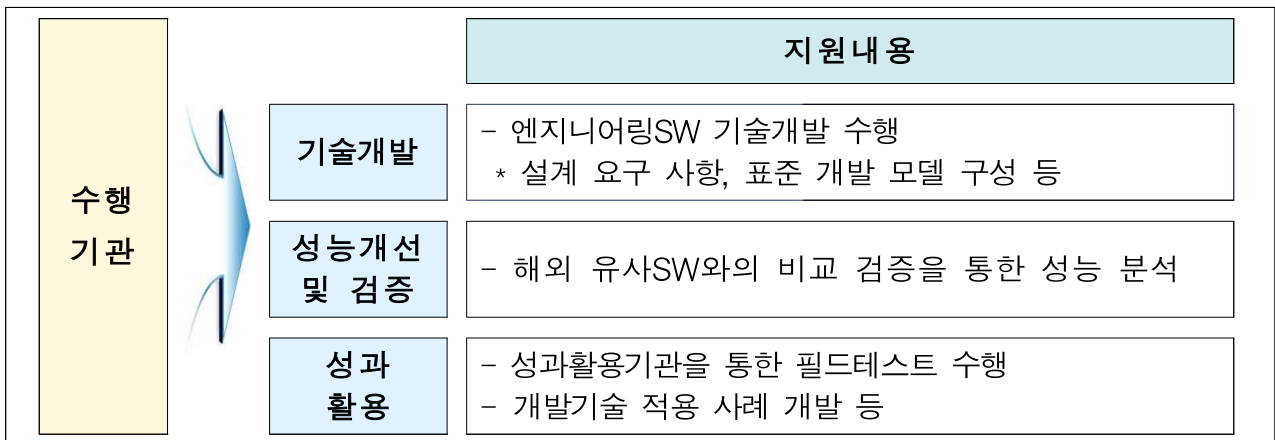 수행
기관
지원내용
기술개발
- 엔지니어링SW 기술개발 수행
* 설계 요구 사항, 표준 개발 모델 구성 등
성능개선
및 검증
- 해외 유사SW와의 비교 검증을 통한 성능 분석
성과
활용
- 성과활용기관을 통한 필드테스트 수행
- 개발기술 적용 사례 개발 등